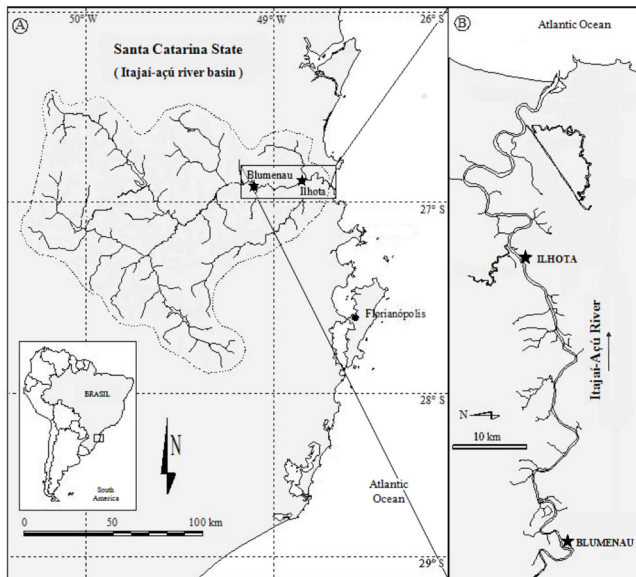 A
50° W
49° W
26° S
Santa Catarina State
( Itajaí-açú river basin )
Blumenau
Ilhota
27° S
Florianópolis
28° S
BRASIL
South
America
N
Atlantic
Ocean
0 50 100 km
29° S
B
Atlantic Ocean
ILHOTA
Itajaí-Açú River
N
10 km
BLUMENAU